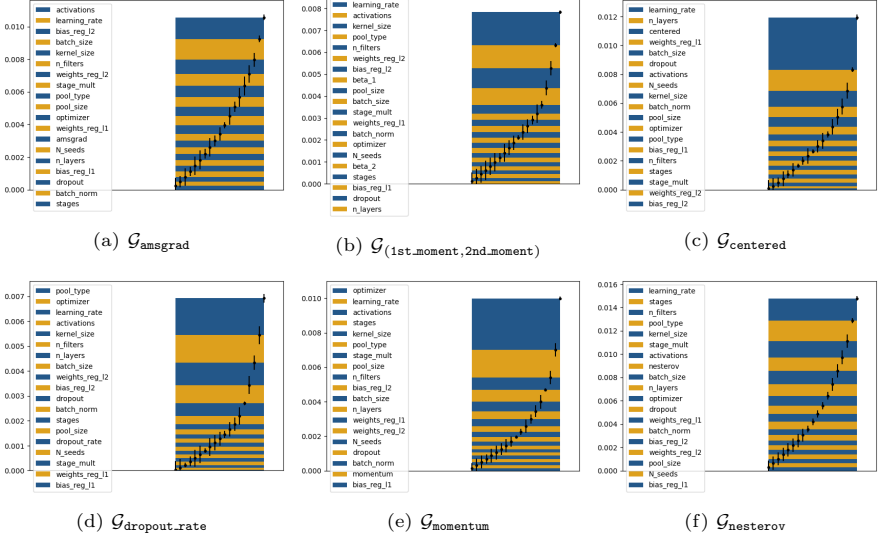 activations
learning_rate
bias_reg_l2
batch_size
kernel_size
n_filters
weights_reg_l2
stage_mult
pool_type
pool_size
optimizer
weights_reg_l1
amsgrad
N_seeds
n_layers
bias_reg_l1
dropout
batch_norm
stages
0.010
0.008
0.006
0.004
0.002
0.000
(a) 𝒢amsgrad
learning_rate
activations
kernel_size
pool_type
n_filters
weights_reg_l2
bias_reg_l2
beta_1
pool_size
batch_size
stage_mult
weights_reg_l1
batch_norm
optimizer
N_seeds
beta_2
stages
bias_reg_l1
dropout
n_layers
0.008
0.007
0.006
0.005
0.004
0.003
0.002
0.001
0.000
(b) 𝒢(1st_moment,2nd_moment)
learning_rate
n_layers
centered
weights_reg_l1
batch_size
dropout
activations
N_seeds
kernel_size
batch_norm
pool_size
optimizer
pool_type
bias_reg_l1
n_filters
stages
stage_mult
weights_reg_l2
bias_reg_l2
0.012
0.010
0.008
0.006
0.004
0.002
0.000
(c) 𝒢centered
pool_type
optimizer
learning_rate
activations
kernel_size
n_filters
n_layers
batch_size
weights_reg_l2
bias_reg_l2
dropout
batch_norm
stages
pool_size
dropout_rate
N_seeds
stage_mult
weights_reg_l1
bias_reg_l1
0.007
0.006
0.005
0.004
0.003
0.002
0.001
0.000
(d) 𝒢dropout_rate
optimizer
learning_rate
activations
stages
kernel_size
pool_type
stage_mult
pool_size
n_filters
bias_reg_l2
batch_size
n_layers
weights_reg_l1
weights_reg_l2
N_seeds
dropout
batch_norm
momentum
bias_reg_l1
0.010
0.008
0.006
0.004
0.002
0.000
(e) 𝒢momentum
learning_rate
stages
n_filters
pool_type
stage_mult
activations
nesterov
batch_size
n_layers
optimizer
dropout
weights_reg_l1
batch_norm
bias_reg_l2
weights_reg_l2
pool_size
N_seeds
bias_reg_l1
0.016
0.014
0.012
0.010
0.008
0.006
0.004
0.002
0.000
(f) 𝒢nesterov